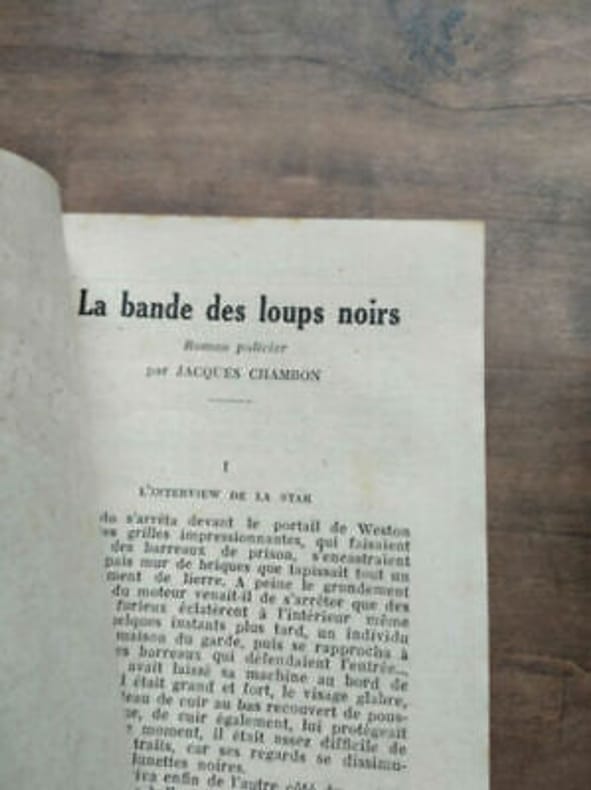 La bande des loups noirs
Roman policier
par JACQUES CHAMBON
I
L'INTERVIEW DE LA STAR
s'arrêta devant le portail de Weston
grilles impressionnantes, qui faisaient
des barreaux de prison, s'encastraient
mur de briques que tapissait tout un
de lierre. A peine le grondement
du moteur venait-il de s'arrêter que des
furieux éclatèrent à l'intérieur même
instants plus tard, un individu
maison du garde, puis se rapprocha à
barreaux qui défendaient l'entrée...
avait laissé sa machine au bord de
était grand et fort, le visage glabre,
de cuir au bas recouvert de pous-
de cuir également, lui protégeait
moment, il était assez difficile de
traits, car ses regards se dissimu-
lunettes noires.
enfin de l'autre côté